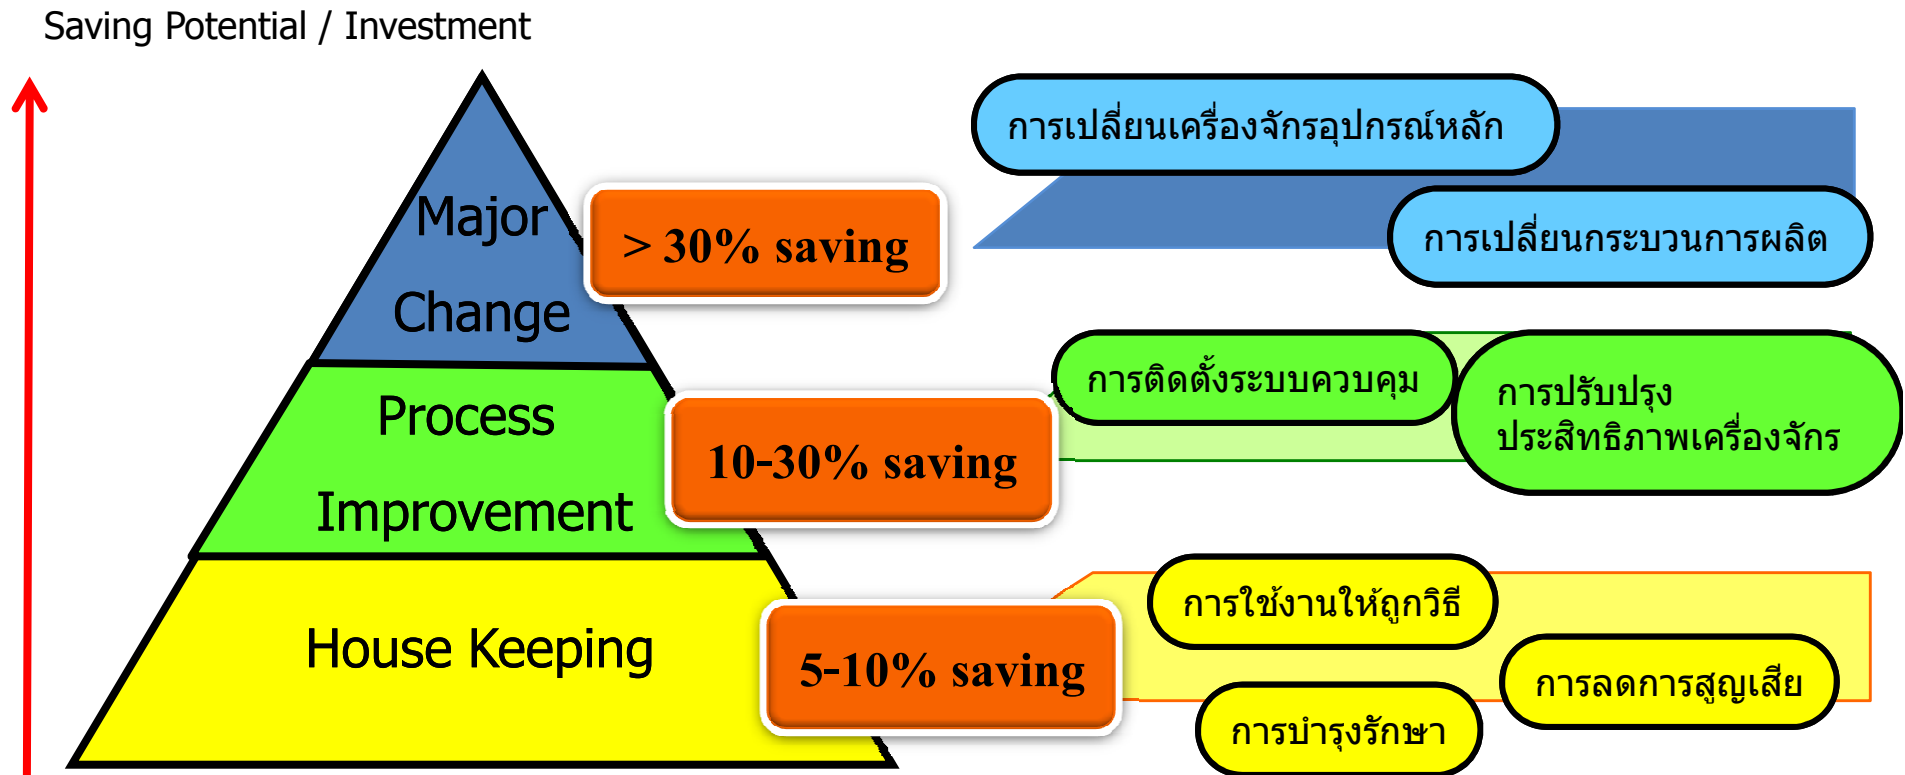 Saving Potential / Investment
Major
Change
> 30% saving
การเปลี่ยนเครื่องจักรอุปกรณ์หลัก
การเปลี่ยนกระบวนการผลิต
Process
Improvement
10-30% saving
การติดตั้งระบบควบคุม
การปรับปรุง
ประสิทธิภาพเครื่องจักร
House Keeping
5-10% saving
การใช้งานให้ถูกวิธี
การลดการสูญเสีย
การบำรุงรักษา